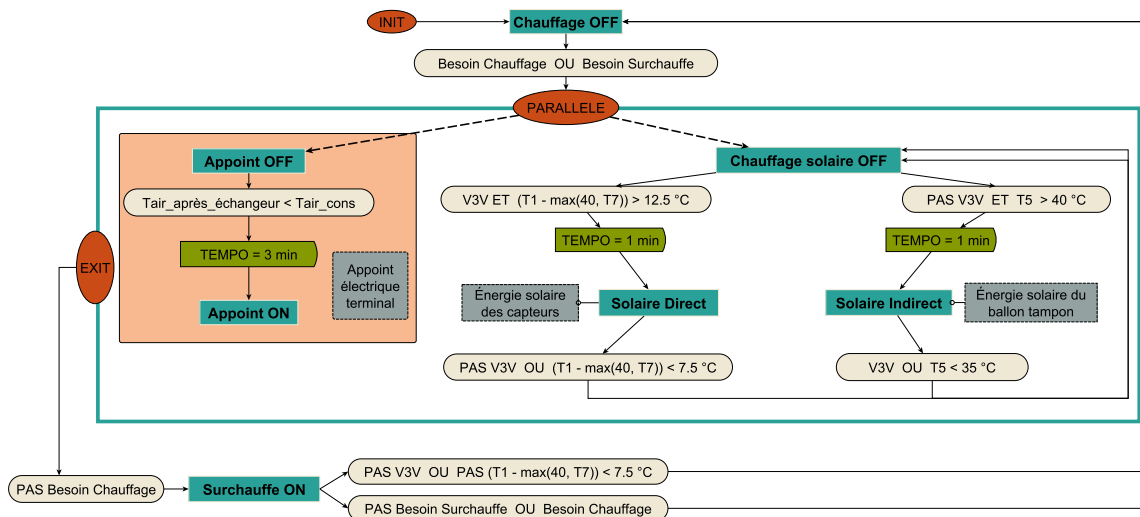 INIT
Chauffage OFF
Besoin Chauffage OU Besoin Surchauffe
PARALLELE
Appoint OFF
Tair_après_échangeur < Tair_cons
TEMPO = 3 min
Appoint ON
Appoint
électrique
terminal
Chauffage solaire OFF
V3V ET (T1 - max(40, T7)) > 12.5 °C
TEMPO = 1 min
Énergie solaire
des capteurs
Solaire Direct
PAS V3V OU (T1 - max(40, T7)) < 7.5 °C
PAS V3V ET T5 > 40 °C
TEMPO = 1 min
Solaire Indirect
Énergie solaire du
ballon tampon
V3V OU T5 < 35 °C
EXIT
PAS Besoin Chauffage
Surchauffe ON
PAS V3V OU PAS (T1 - max(40, T7)) < 7.5 °C
PAS Besoin Surchauffe OU Besoin Chauffage